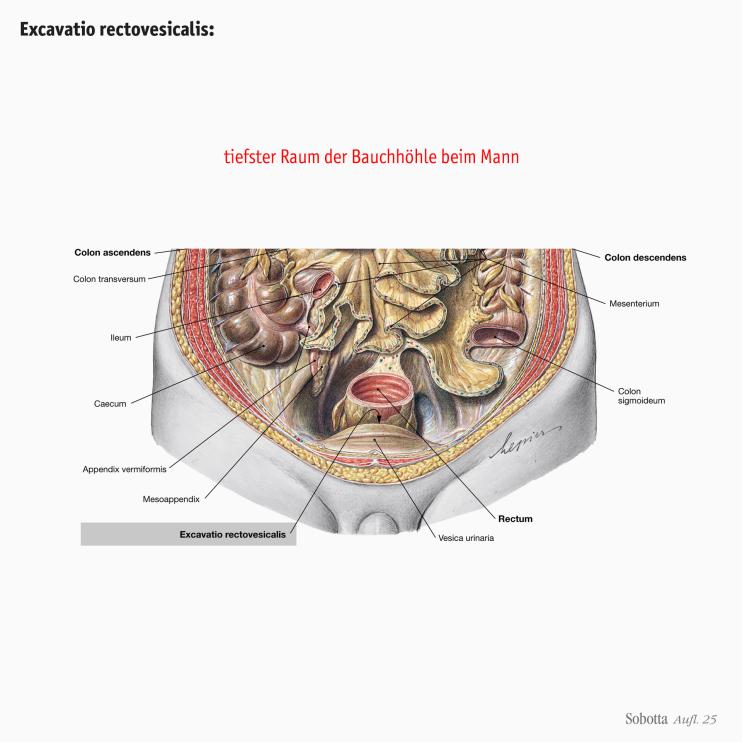 Excavatio rectovesicalis:
tiefster Raum der Bauchhöhle beim Mann
Colon ascendens
Colon descendens
Colon transversum
Mesenterium
Ileum
Colon
sigmoideum
Caecum
Appendix vermiformis
Mesoappendix
Rectum
Excavatio rectovesicalis
Vesica urinaria
Sobotta Aufl. 25